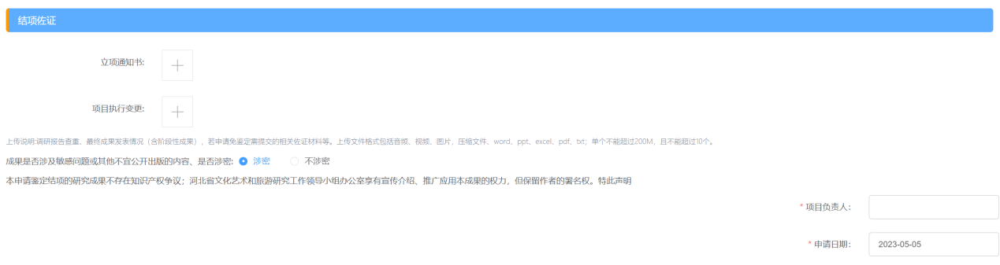 结项佐证
立项通知书:
项目执行变更:
上传说明:调研报告查重、最终成果发表情况（含阶段性成果），若申请免鉴定需提交的相关佐证材料等。上传文件格式包括音频、视频、图片，压缩文件、word、ppt、excel、pdf、txt；单个不能超过200M，且不能超过10个。
成果是否涉及敏感问题或其他不宜公开出版的内容、是否涉密: 涉密 不涉密
本申请鉴定结项的研究成果不存在知识产权争议；河北省文化艺术和旅游研究工作领导小组办公室享有宣传介绍、推广应用本成果的权力，但保留作者的署名权。特此声明
* 项目负责人:
* 申请日期: 2023-05-05